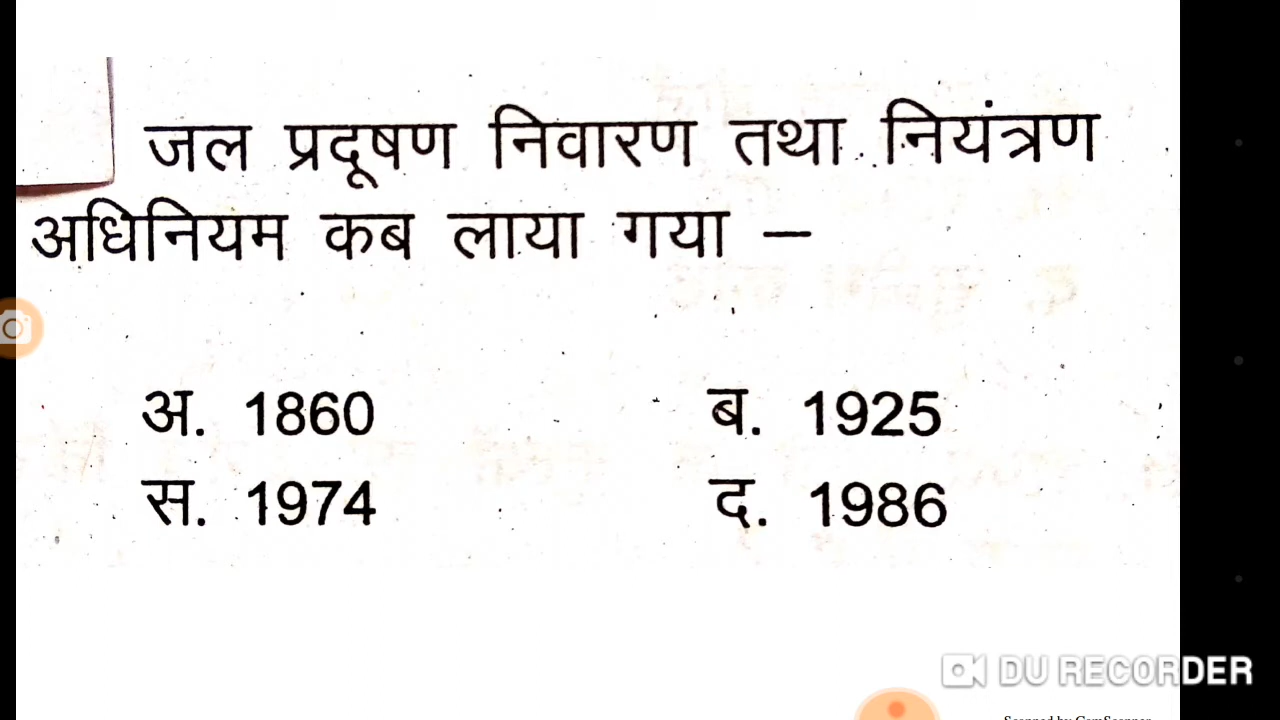 जल प्रदूषण निवारण तथा नियंत्रण
अधिनियम कब लाया गया –
अ. 1860 ब. 1925
स. 1974 द. 1986
DU RECORDER